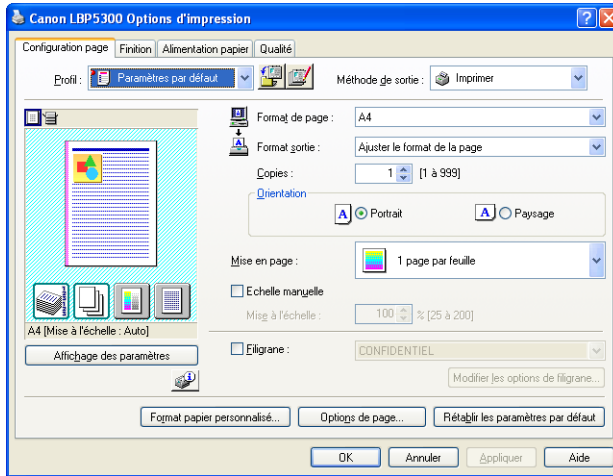 Canon LBP5300 Options d'impression
Configuration page Finition Alimentation papier Qualité
Profil : Paramètres par défaut Méthode de sortie : Imprimer
Format de page : A4
Format sortie : Ajuster le format de la page
Copies : 1 [1 à 999]
Orientation
A Portrait A Paysage
Mise en page : 1 page par feuille
Echelle manuelle
Mise à l'échelle : 100 % [25 à 200]
A4 [Mise à l'échelle : Auto]
Affichage des paramètres
Filigrane : CONFIDENTIEL
Modifier les options de filigrane...
Format papier personnalisé... Options de page... Rétablir les paramètres par défaut
OK Annuler Appliquer Aide